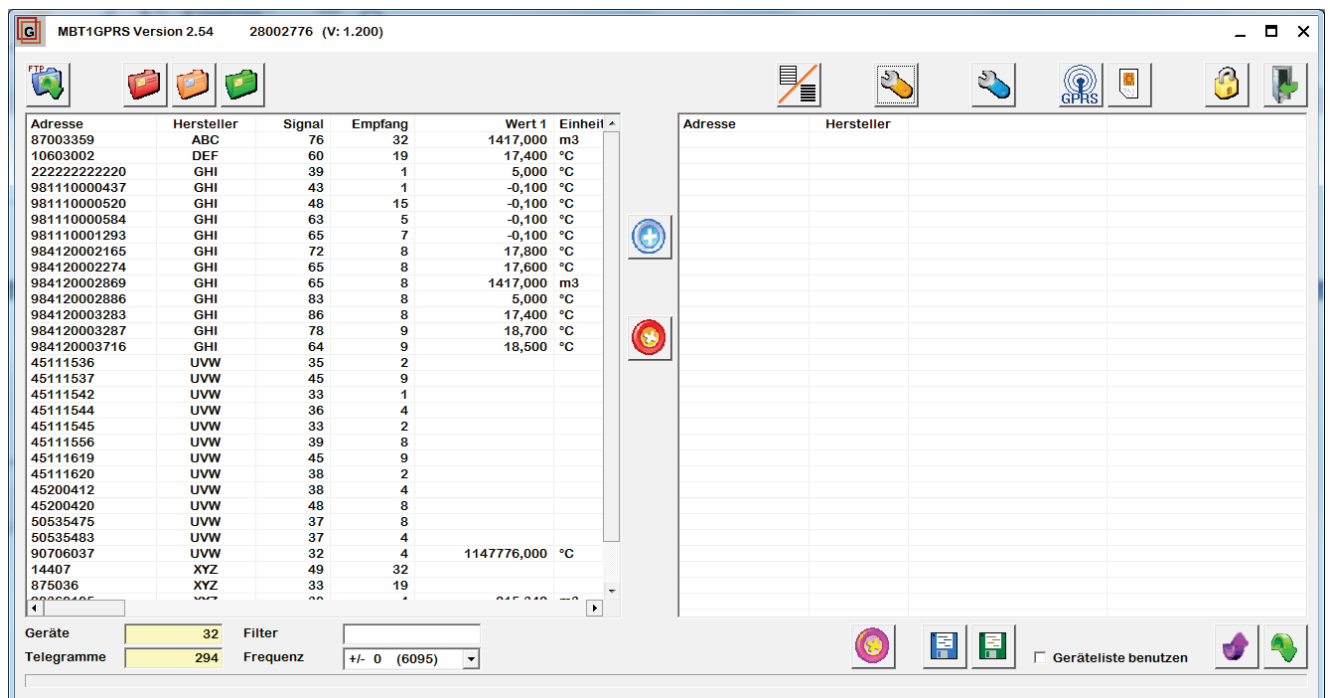 G MBT1GPRS Version 2.54 28002776 (V: 1.200)
FTP GPRS
Adresse Hersteller Signal Empfang Wert 1 Einheit Adresse Hersteller
87003359 ABC 76 32 1417,000 m3
10603002 DEF 60 19 17,400 °C
222222222220 GHI 39 1 5,000 °C
981110000437 GHI 43 1 -0,100 °C
981110000520 GHI 48 15 -0,100 °C
981110000584 GHI 63 5 -0,100 °C
981110001293 GHI 65 7 -0,100 °C
984120002165 GHI 72 8 17,800 °C
984120002274 GHI 65 8 17,600 °C
984120002869 GHI 65 8 1417,000 m3
984120002886 GHI 83 8 5,000 °C
984120003283 GHI 86 8 17,400 °C
984120003287 GHI 78 9 18,700 °C
984120003716 GHI 64 9 18,500 °C
45111536 UVW 35 2
45111537 UVW 45 9
45111542 UVW 33 1
45111544 UVW 36 4
45111545 UVW 33 2
45111556 UVW 39 8
45111619 UVW 45 9
45111620 UVW 38 2
45200412 UVW 38 4
45200420 UVW 48 8
50535475 UVW 37 8
50535483 UVW 37 4
90706037 UVW 32 4 1147776,000 °C
14407 XYZ 49 32
875036 XYZ 33 19
Geräte 32 Filter
Telegramme 294 Frequenz +/- 0 (6095) Geräteliste benutzen